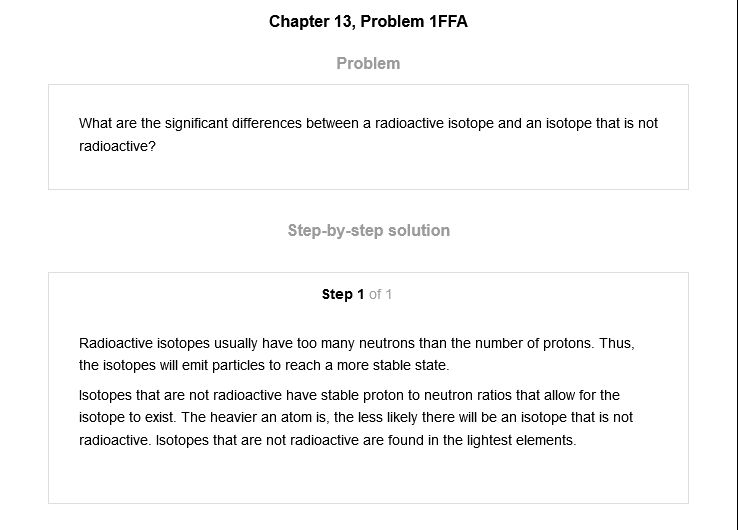 Chapter 13, Problem 1FFA
Problem
What are the significant differences between a radioactive isotope and an isotope that is not
radioactive?
Step-by-step solution
Step 1 of 1
Radioactive isotopes usually have too many neutrons than the number of protons. Thus,
the isotopes will emit particles to reach a more stable state.
Isotopes that are not radioactive have stable proton to neutron ratios that allow for the
isotope to exist. The heavier an atom is, the less likely there will be an isotope that is not
radioactive. Isotopes that are not radioactive are found in the lightest elements.